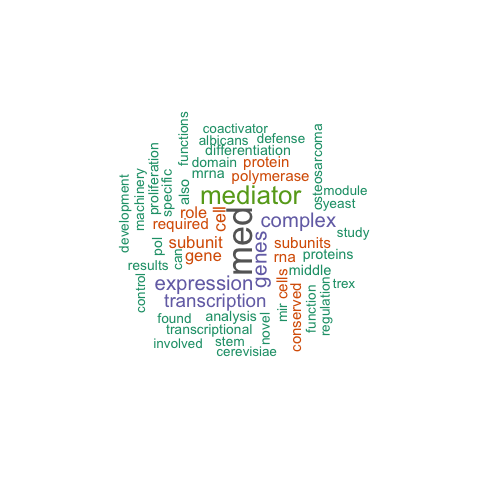 functions
coactivator
osteosarcoma
albicans
defense
differentiation
proliferation
domain
protein
machinery
specific
mrna
polymerase
development
also
mediator
module
yeast
role
cell
med
complex
required
study
pol
subunit
genes
subunits
can
gene
rna
proteins
results
cells
middle
control
expression
conserved
trex
transcription
mir
function
regulation
found
analysis
novel
transcriptional
involved
stem
cerevisiae